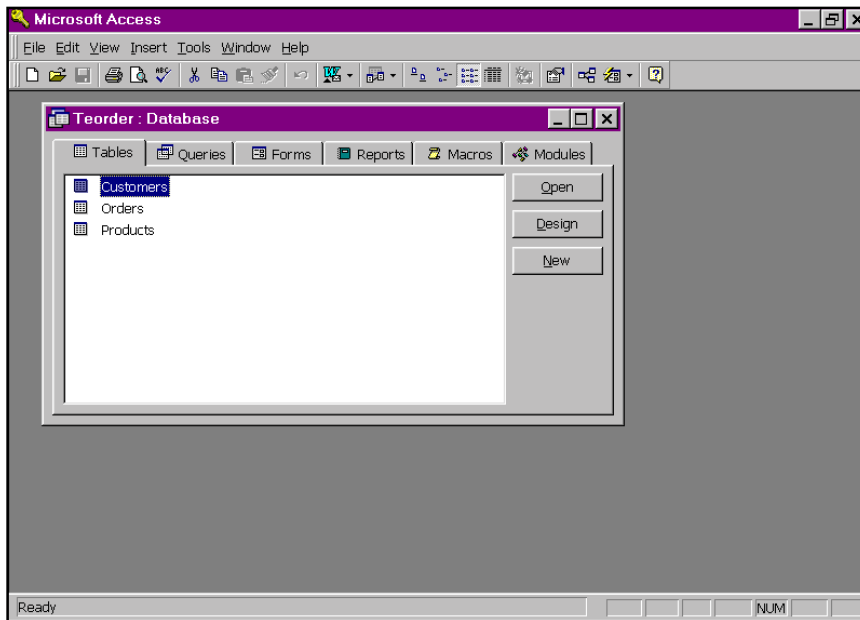 Microsoft Access
File Edit View Insert Tools Window Help
Teorder : Database
Tables Queries Forms Reports Macros Modules
Customers
Orders
Products
Open
Design
New
Ready NUM